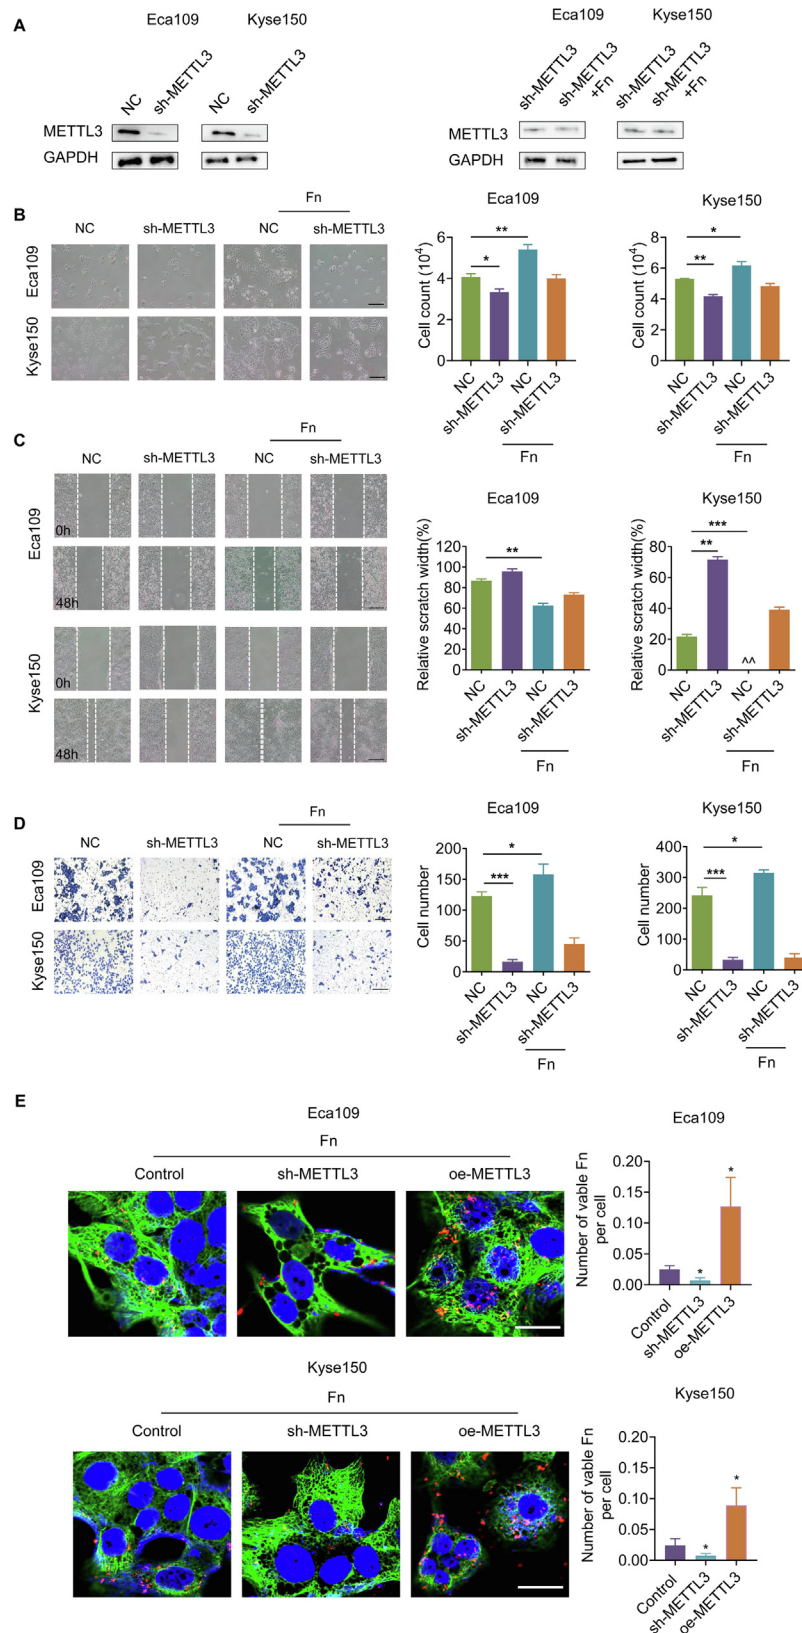 A
Eca109
Kyse150
NC
sh-METTL3
NC
sh-METTL3
METTL3
GAPDH
Eca109
Kyse150
sh-METTL3
sh-METTL3
+Fn
sh-METTL3
sh-METTL3
+Fn
METTL3
GAPDH
B
Fn
NC
sh-METTL3
NC
sh-METTL3
Eca109
Kyse150
Eca109
Cell count (10⁴)
6
4
2
0
*
**
NC
sh-METTL3
NC
sh-METTL3
Fn
Kyse150
Cell count (10⁴)
8
6
4
2
0
**
*
NC
sh-METTL3
NC
sh-METTL3
Fn
C
Fn
NC
sh-METTL3
NC
sh-METTL3
Eca109
0h
48h
Kyse150
0h
48h
Eca109
Relative scratch width(%)
120
100
80
60
40
20
0
**
NC
sh-METTL3
NC
sh-METTL3
Fn
Kyse150
Relative scratch width(%)
80
60
40
20
0
***
**
^^
NC
sh-METTL3
NC
sh-METTL3
Fn
D
Fn
NC
sh-METTL3
NC
sh-METTL3
Eca109
Kyse150
Eca109
Cell number
200
150
100
50
0
*
***
NC
sh-METTL3
NC
sh-METTL3
Fn
Kyse150
Cell number
400
300
200
100
0
*
***
NC
sh-METTL3
NC
sh-METTL3
Fn
E
Eca109
Fn
Control
sh-METTL3
oe-METTL3
Eca109
Number of vable Fn
per cell
0.20
0.15
0.10
0.05
0.00
*
*
Control
sh-METTL3
oe-METTL3
Kyse150
Fn
Control
sh-METTL3
oe-METTL3
Kyse150
Number of vable Fn
per cell
0.20
0.15
0.10
0.05
0.00
*
*
Control
sh-METTL3
oe-METTL3